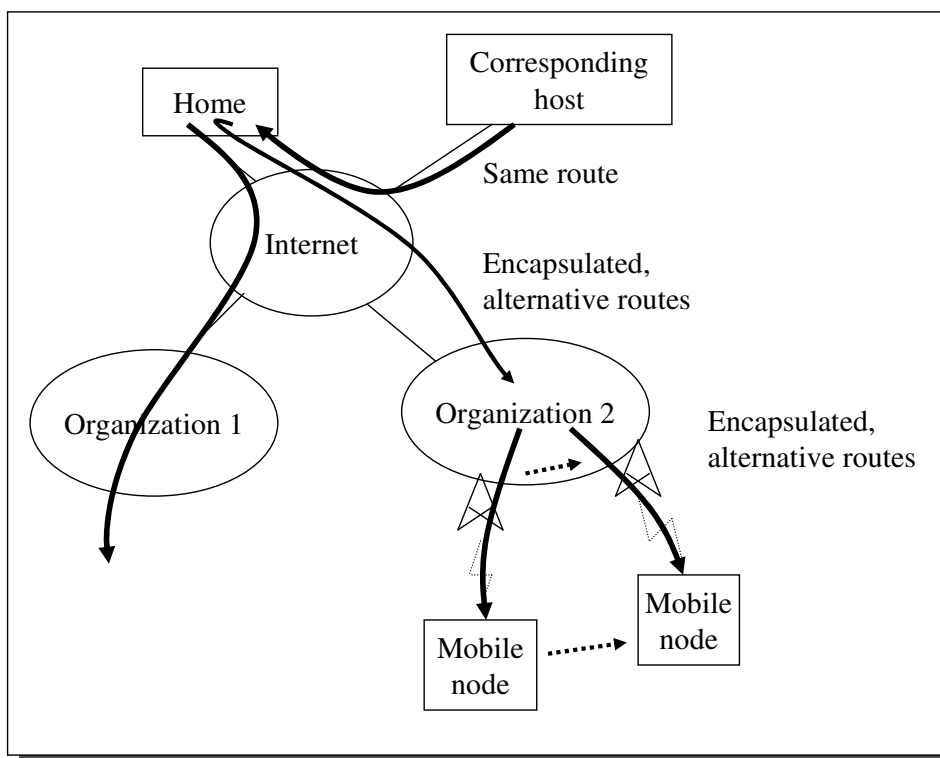 Corresponding
host
Home
Same route
Internet
Encapsulated,
alternative routes
Organization 1
Organization 2
Encapsulated,
alternative routes
Mobile
node
Mobile
node